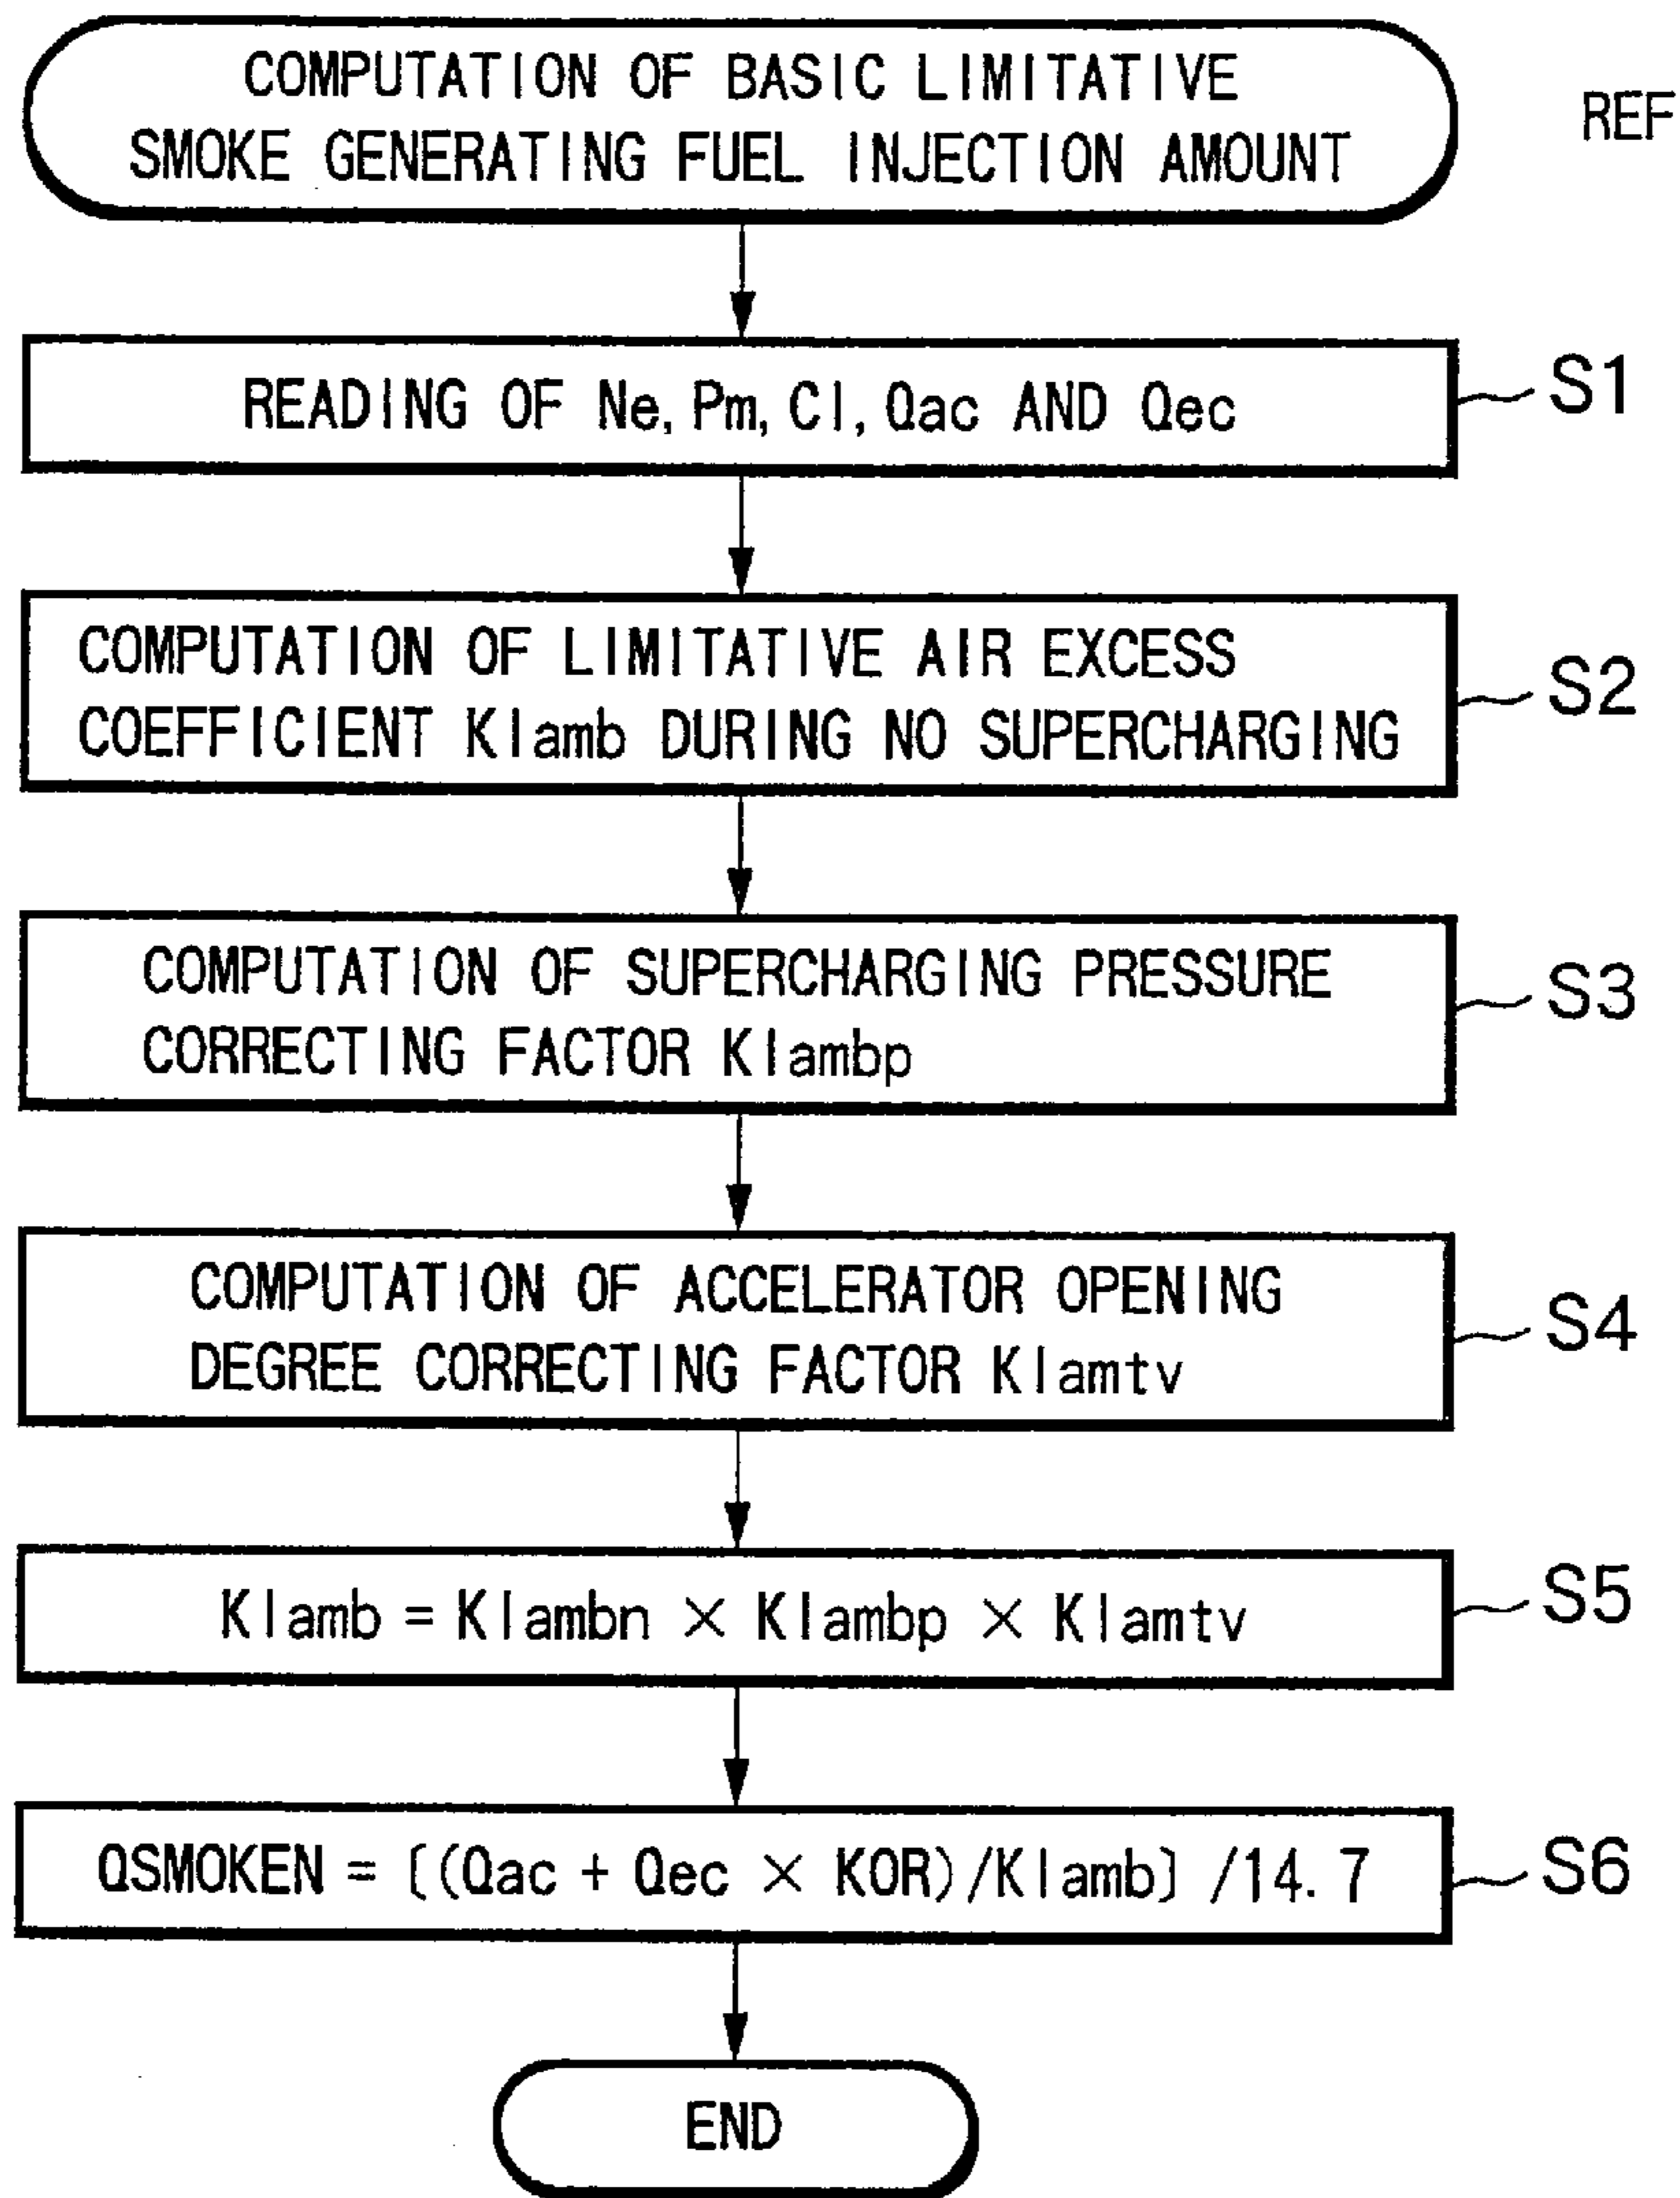 COMPUTATION OF BASIC LIMITATIVE
SMOKE GENERATING FUEL INJECTION AMOUNT
REF
READING OF Ne, Pm, Cl, Qac AND Qec
S1
COMPUTATION OF LIMITATIVE AIR EXCESS
COEFFICIENT Klamb DURING NO SUPERCHARGING
S2
COMPUTATION OF SUPERCHARGING PRESSURE
CORRECTING FACTOR Klambp
S3
COMPUTATION OF ACCELERATOR OPENING
DEGREE CORRECTING FACTOR Klamtv
S4
Klamb = Klambn × Klambp × Klamtv
S5
QSMOKEN = [(Qac + Qec × KOR)/Klamb] /14.7
S6
END